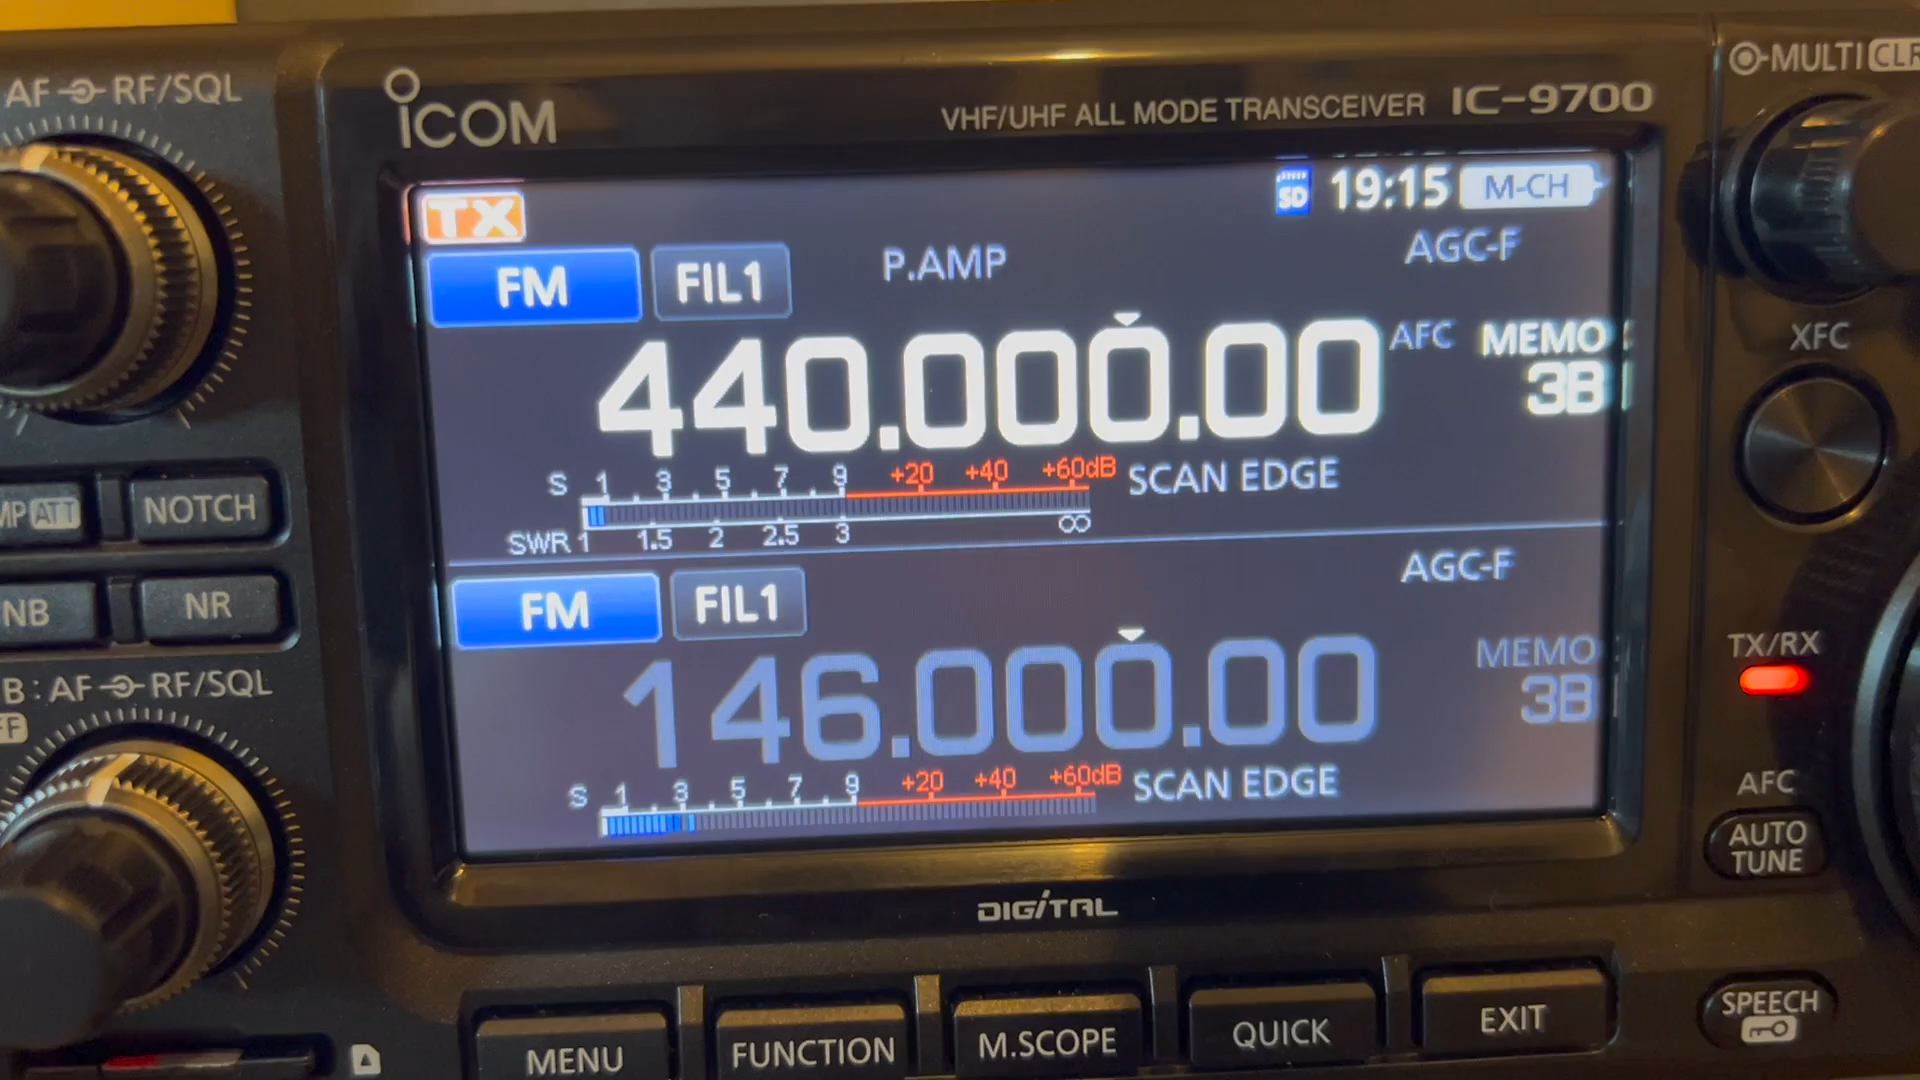 AF RF/SQL
ICOM
VHF/UHF ALL MODE TRANSCEIVER IC-9700
MULTI CLR
TX
SD 19:15 M-CH
FM FIL1 P.AMP AGC-F
440.000.00 AFC MEMO
3B
S 1 3 5 7 9 +20 +40 +60dB SCAN EDGE
SWR 1 1.5 2 2.5 3 ∞
FM FIL1 AGC-F
146.000.00 MEMO
3B
S 1 3 5 7 9 +20 +40 +60dB SCAN EDGE
ATT NOTCH
NB NR
B: AF RF/SQL
XFC
TX/RX
AFC
AUTO
TUNE
DIGITAL
MENU FUNCTION M.SCOPE QUICK EXIT
SPEECH